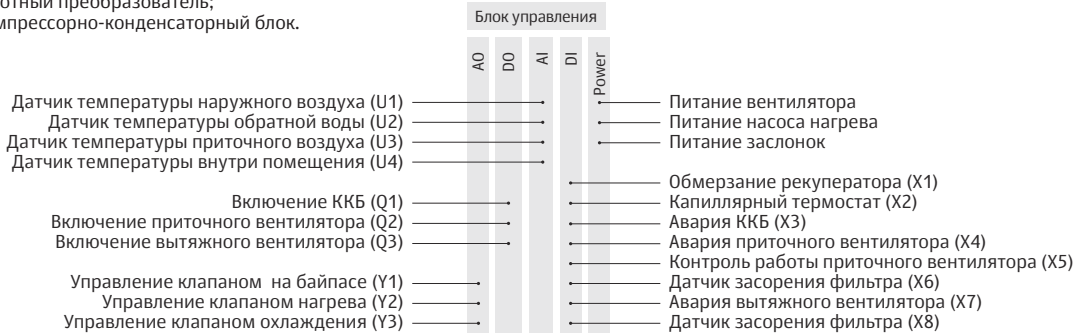 преобразователь;
блок.
Блок управления
AO
DO
AI
DI
Power
Датчик температуры наружного воздуха (U1)
Датчик температуры обратной воды (U2)
Датчик температуры приточного воздуха (U3)
Датчик температуры внутри помещения (U4)
Включение ККБ (Q1)
Включение приточного вентилятора (Q2)
Включение вытяжного вентилятора (Q3)
Управление клапаном на байпасе (Y1)
Управление клапаном нагрева (Y2)
Управление клапаном охлаждения (Y3)
Питание вентилятора
Питание насоса нагрева
Питание заслонок
Обмерзание рекуператора (X1)
Капиллярный термостат (X2)
Авария ККБ (X3)
Авария приточного вентилятора (X4)
Контроль работы приточного вентилятора (X5)
Датчик засорения фильтра (X6)
Авария вытяжного вентилятора (X7)
Датчик засорения фильтра (X8)